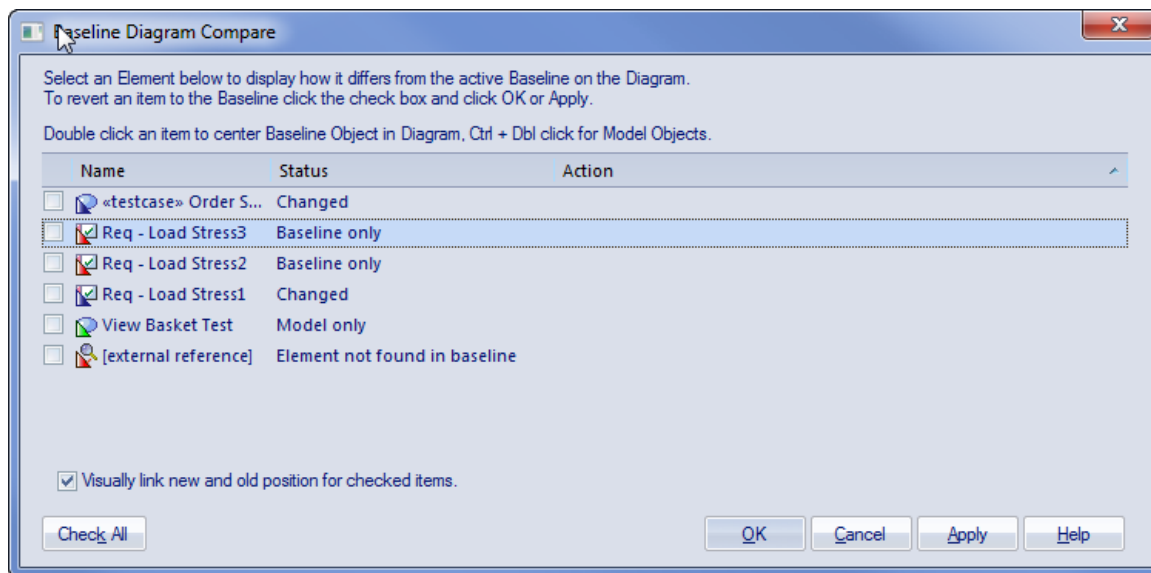 Baseline Diagram Compare
Select an Element below to display how it differs from the active Baseline on the Diagram.
To revert an item to the Baseline click the check box and click OK or Apply.
Double click an item to center Baseline Object in Diagram, Ctrl + Dbl click for Model Objects.
Name Status Action
«testcase» Order S... Changed
Req - Load Stress3 Baseline only
Req - Load Stress2 Baseline only
Req - Load Stress1 Changed
View Basket Test Model only
[external reference] Element not found in baseline
Visually link new and old position for checked items.
Check All OK Cancel Apply Help